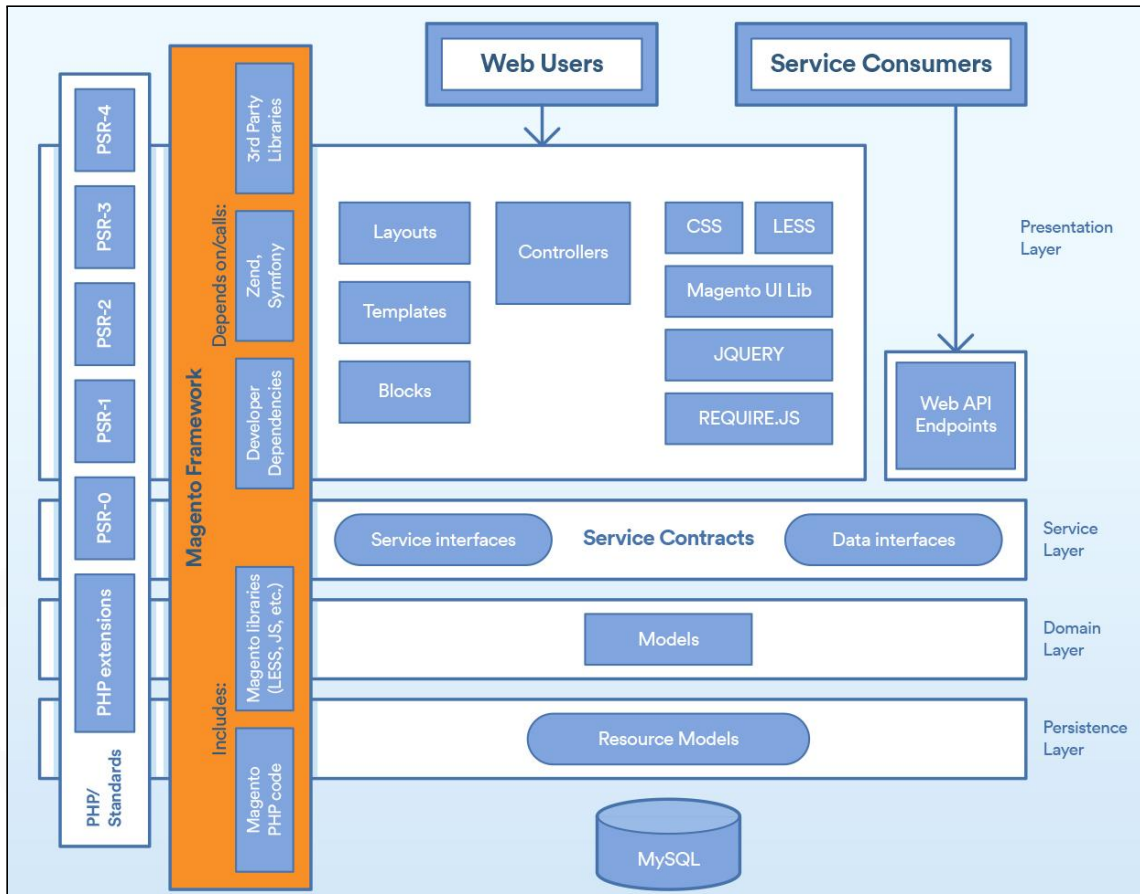 Web Users
Service Consumers
PSR-4
PSR-3
PSR-2
PSR-1
PSR-0
PHP extensions
PHP/
Standards
Magento Framework
Depends on/calls:
3rd Party
Libraries
Zend,
Symfony
Developer
Dependencies
Includes:
Magento libraries
(LESS, JS, etc.)
Magento
PHP code
Layouts
Templates
Blocks
Controllers
CSS
LESS
Magento UI Lib
JQUERY
REQUIRE.JS
Web API
Endpoints
Presentation
Layer
Service interfaces
Service Contracts
Data interfaces
Service
Layer
Models
Domain
Layer
Resource Models
Persistence
Layer
MySQL